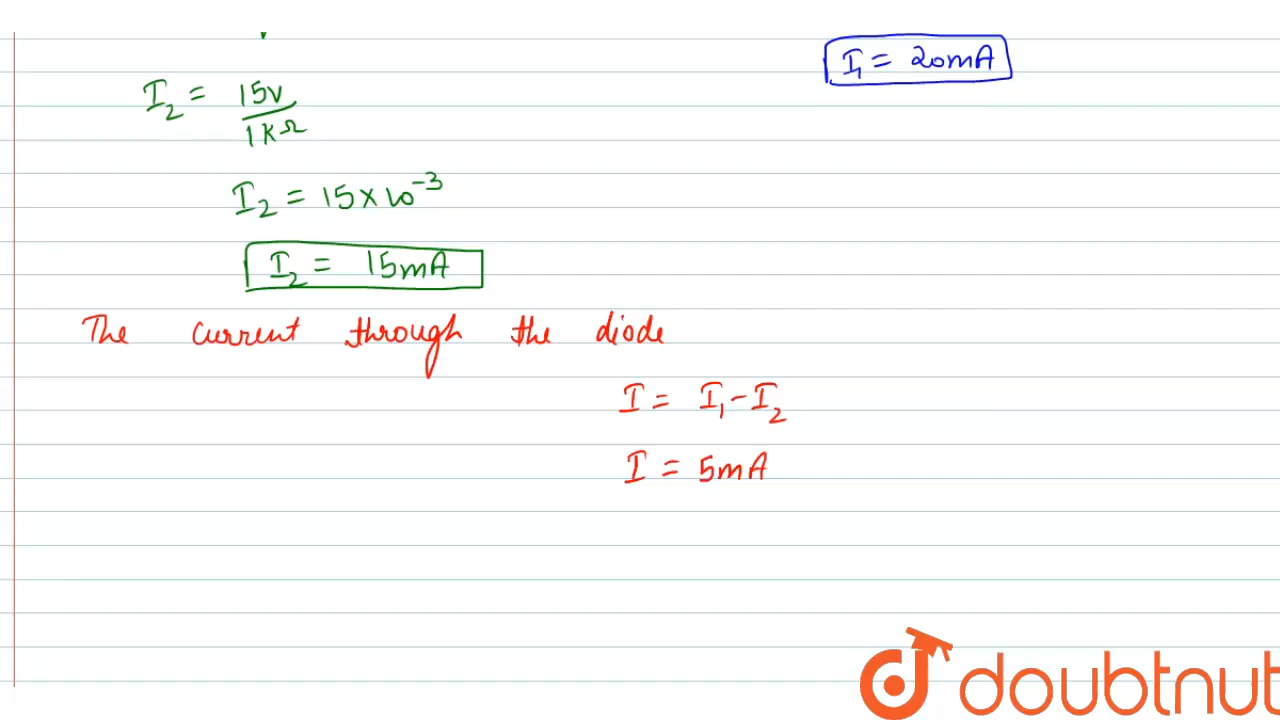 I₁ = 20mA
I₂ = 15V
1KΩ
I₂ = 15 × 10⁻³
I₂ = 15mA
The current through the diode
I = I₁ - I₂
I = 5mA
doubtnut